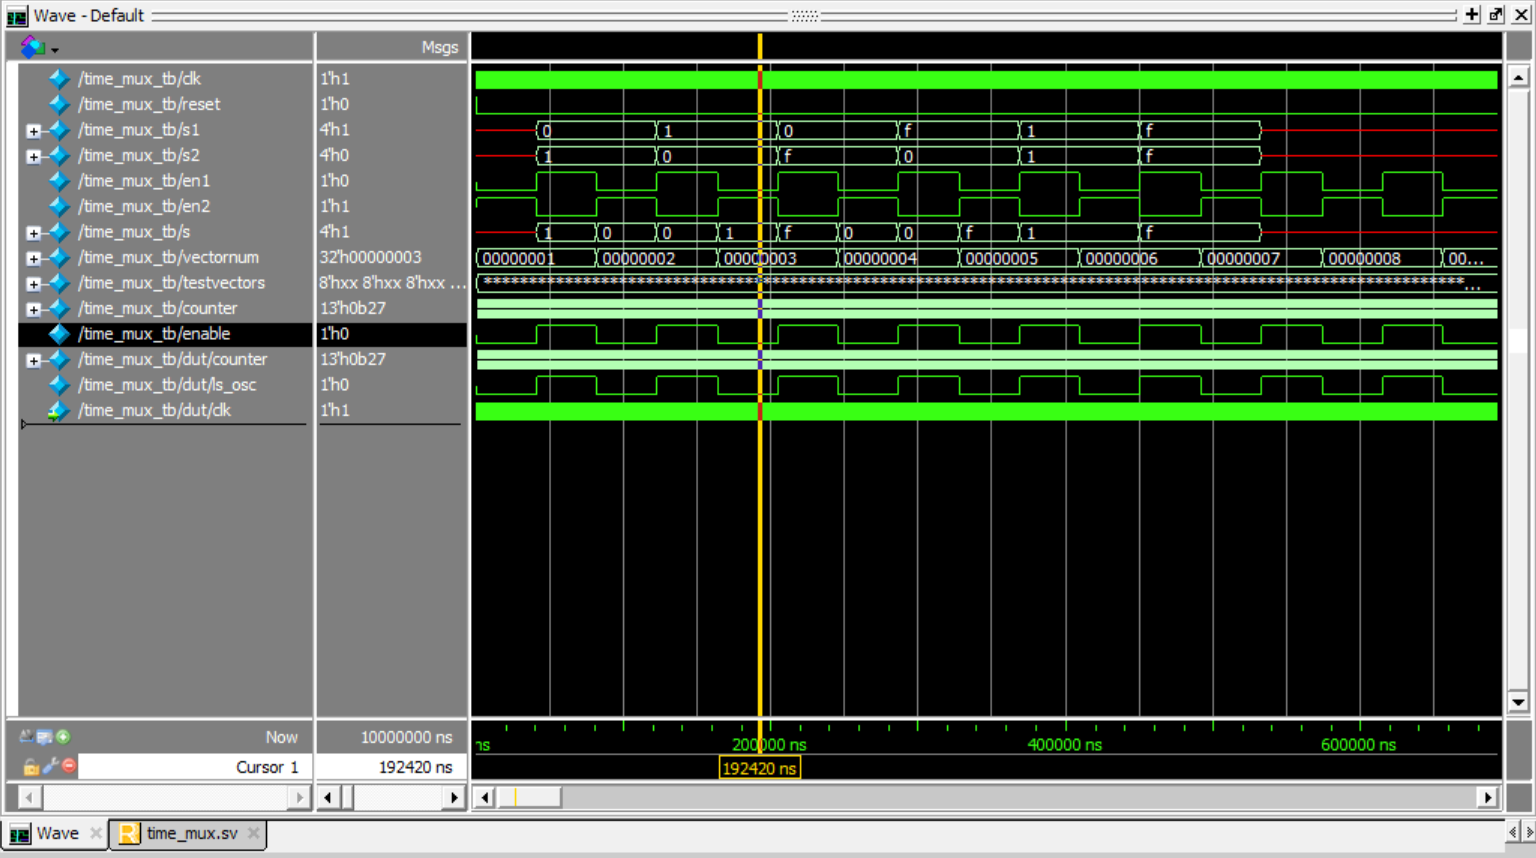 Wave - Default
Msgs
/time_mux_tb/clk 1'h1
/time_mux_tb/reset 1'h0
/time_mux_tb/s1 4'h1 0 1 0 f 1 f
/time_mux_tb/s2 4'h0 1 0 f 0 1 f
/time_mux_tb/en1 1'h0
/time_mux_tb/en2 1'h1
/time_mux_tb/s 4'h1 1 0 0 1 f 0 0 f 1 f
/time_mux_tb/vectornum 32'h00000003 00000001 00000002 00000003 00000004 00000005 00000006 00000007 00000008 00...
/time_mux_tb/testvectors 8'hxx 8'hxx 8'hxx ...
/time_mux_tb/counter 13'h0b27
/time_mux_tb/enable 1'h0
/time_mux_tb/dut/counter 13'h0b27
/time_mux_tb/dut/ls_osc 1'h0
/time_mux_tb/dut/clk 1'h1
Now 10000000 ns
ns 200000 ns 400000 ns 600000 ns
Cursor 1 192420 ns
192420 ns
Wave time_mux.sv